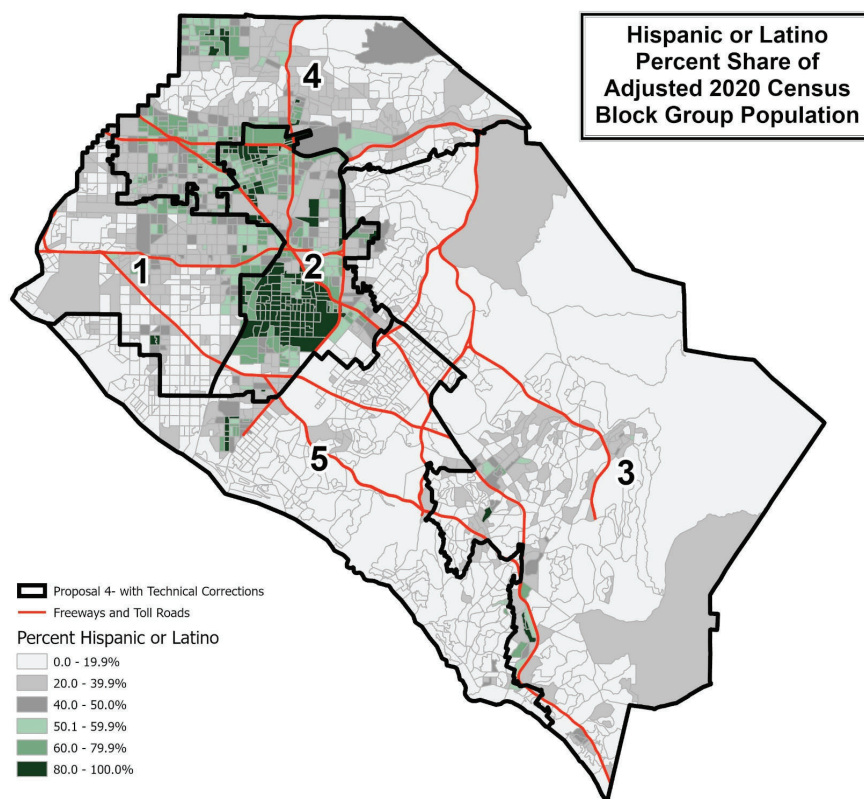 Hispanic or Latino
Percent Share of
Adjusted 2020 Census
Block Group Population
4
1
2
5
3
Proposal 4- with Technical Corrections
Freeways and Toll Roads
Percent Hispanic or Latino
0.0 - 19.9%
20.0 - 39.9%
40.0 - 50.0%
50.1 - 59.9%
60.0 - 79.9%
80.0 - 100.0%